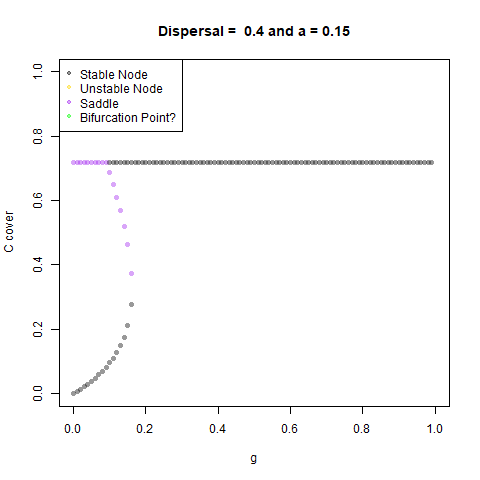 Dispersal =  0.4 and a = 0.15
Stable Node
Unstable Node
Saddle
Bifurcation Point?
C cover
1.0
0.8
0.6
0.4
0.2
0.0
0.0 0.2 0.4 0.6 0.8 1.0
g